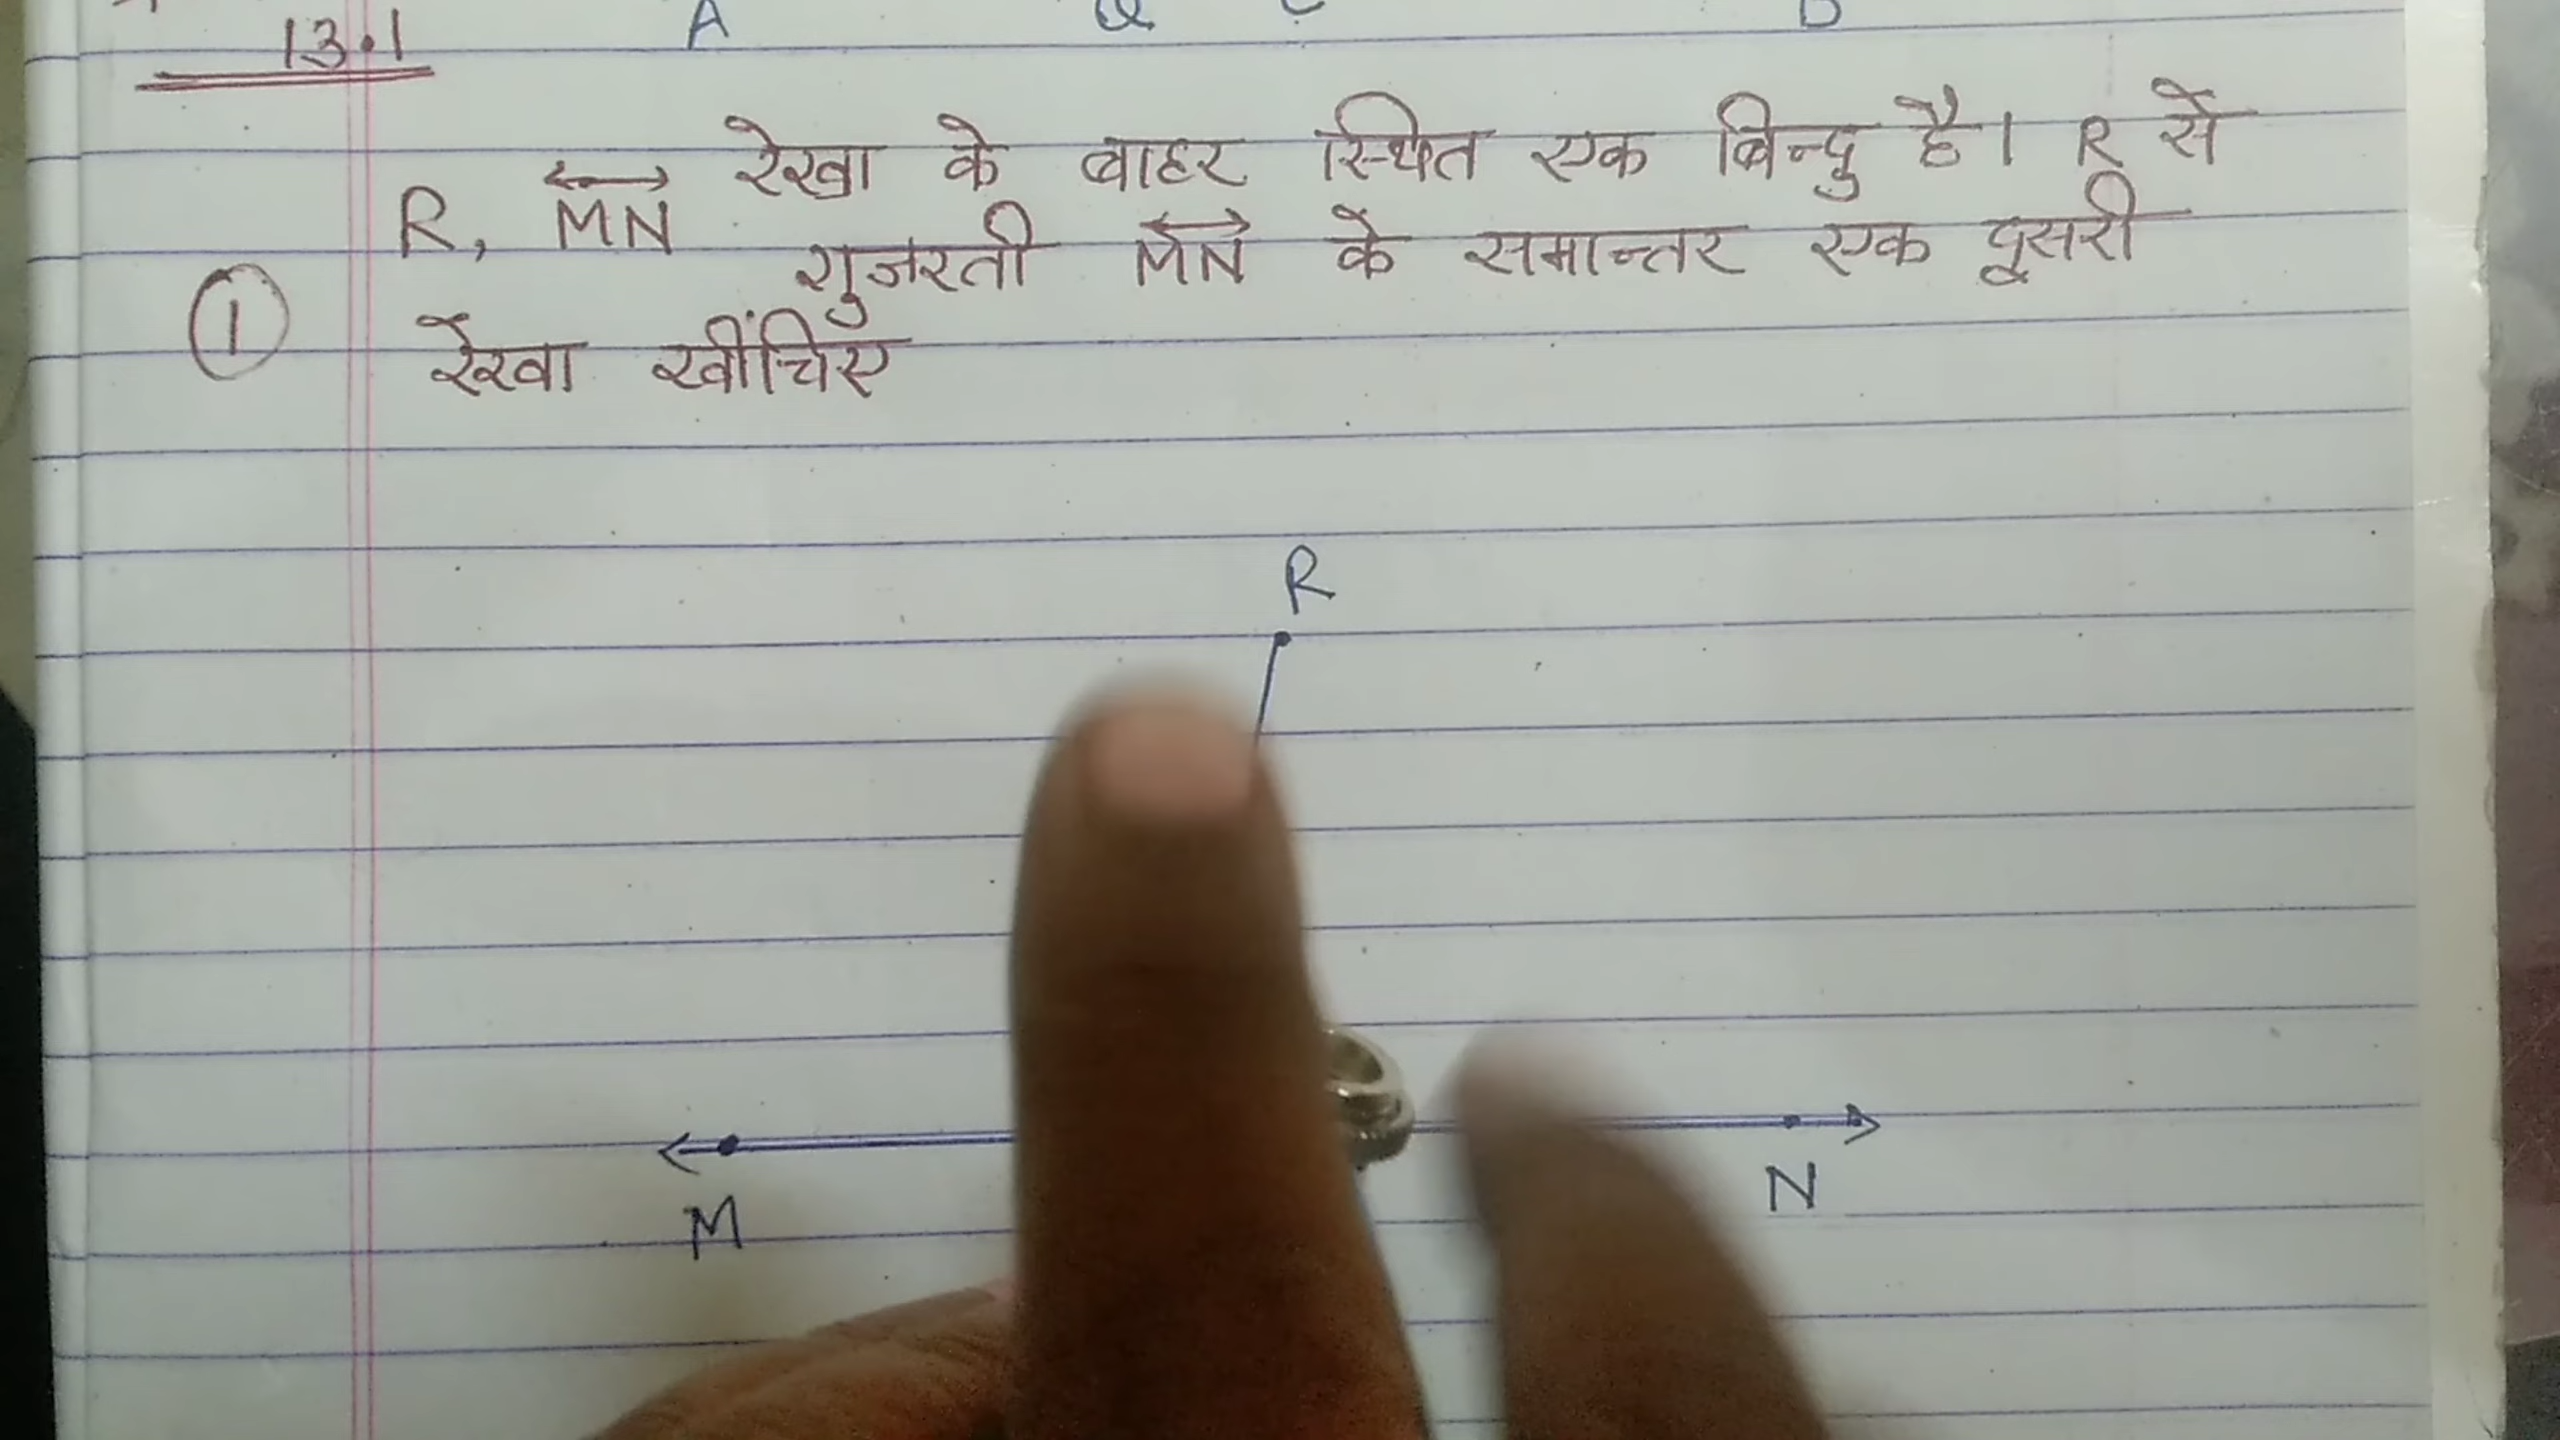 A
13.1
R, MN रेखा के बाहर स्थित एक बिन्दु है। R से
गुजरती MN के समान्तर एक दूसरी
① रेखा खींचिए
R
M N